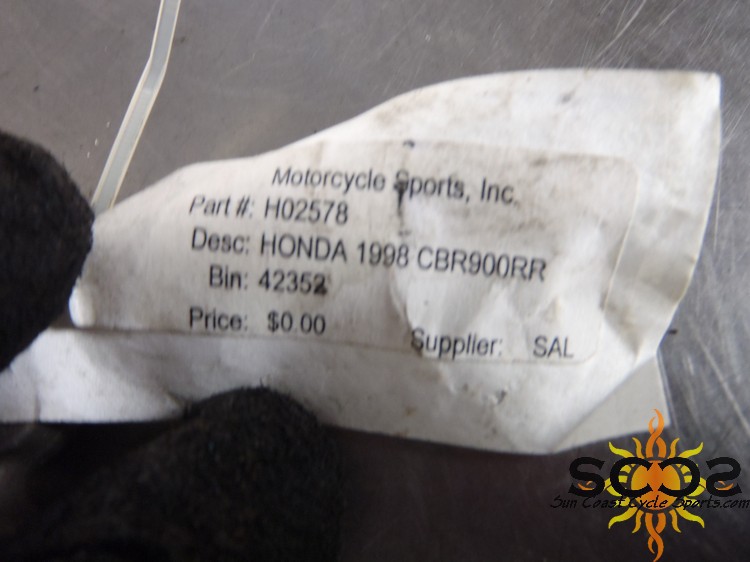 Motorcycle Sports, Inc.
Part #: H02578
Desc: HONDA 1998 CBR900RR
Bin: 42352
Price: $0.00
Supplier: SAL
SCCS
Sun Coast Cycle Sports.com